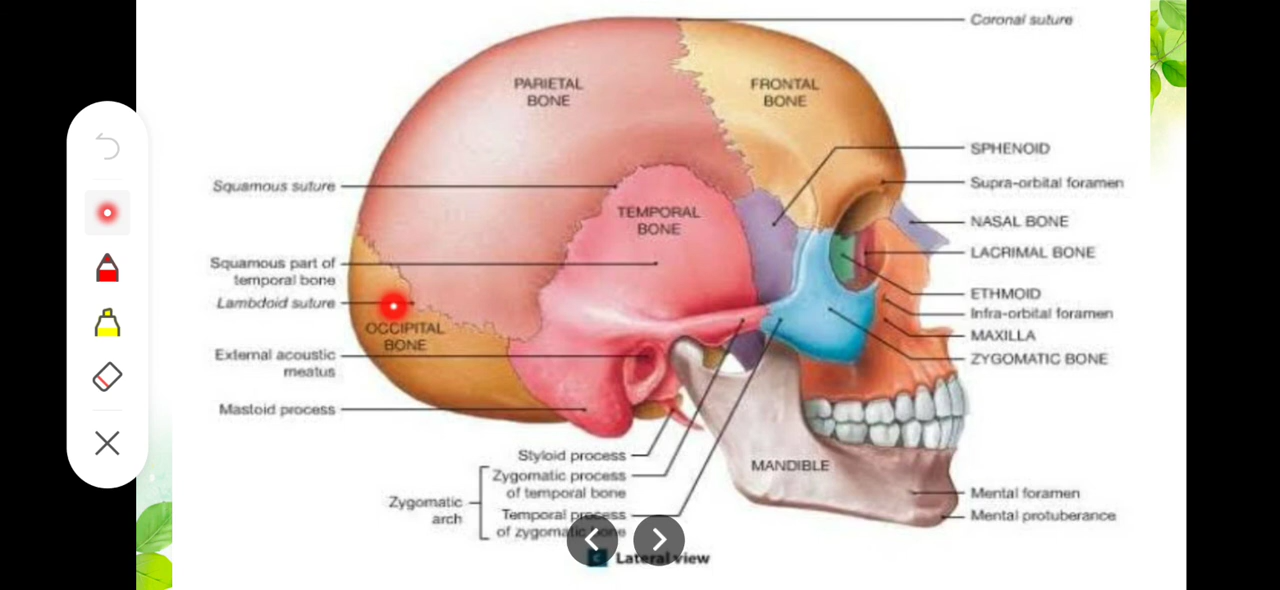 Coronal suture
PARIETAL
BONE
FRONTAL
BONE
SPHENOID
Squamous suture
Supra-orbital foramen
TEMPORAL
BONE
NASAL BONE
LACRIMAL BONE
Squamous part of
temporal bone
ETHMOID
Lambdoid suture
Infra-orbital foramen
OCCIPITAL
BONE
MAXILLA
External acoustic
meatus
ZYGOMATIC BONE
Mastoid process
Styloid process
MANDIBLE
Zygomatic process
of temporal bone
Zygomatic
arch
Mental foramen
Temporal process
of zygomatic bone
Mental protuberance
Lateral view